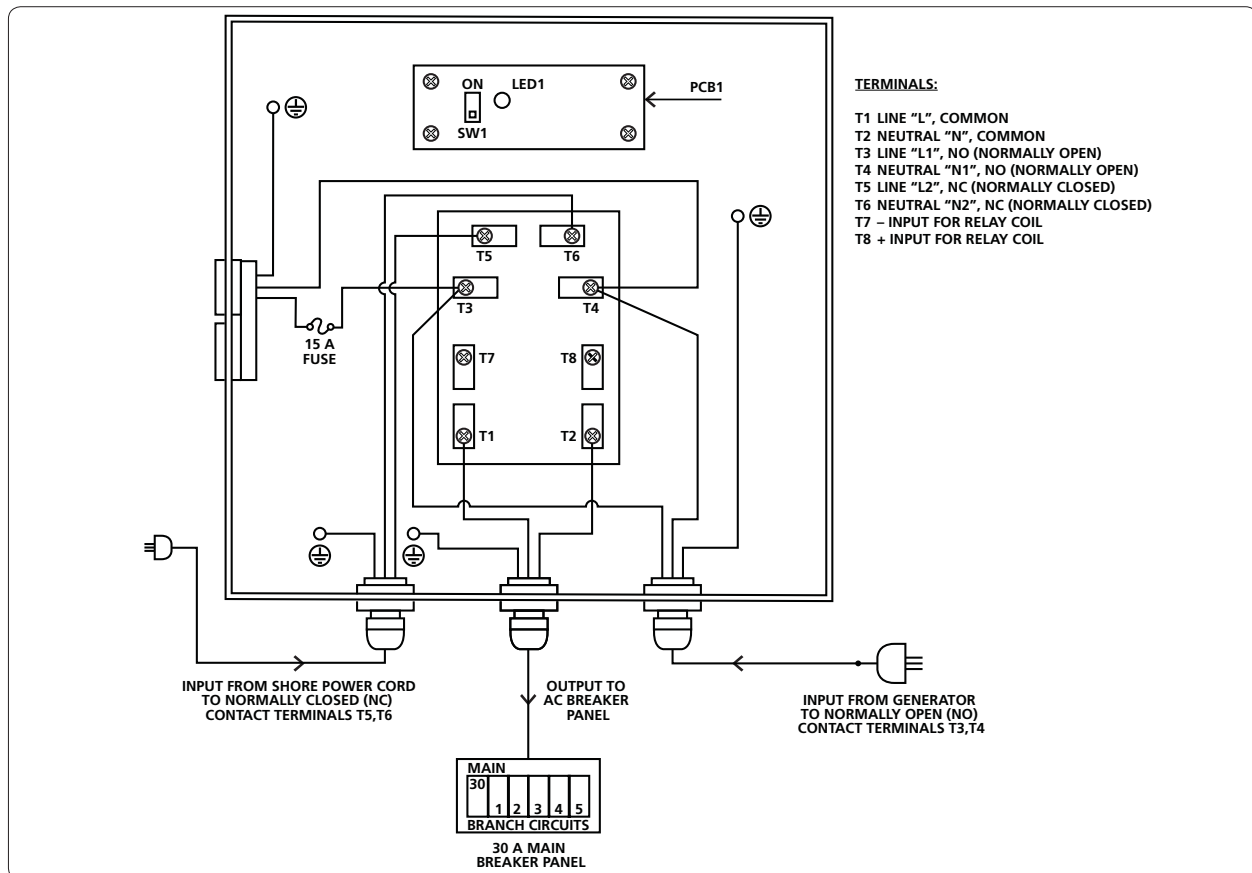 ON
LED1
SW1
PCB1
TERMINALS:
T1 LINE “L”, COMMON
T2 NEUTRAL “N”, COMMON
T3 LINE “L1”, NO (NORMALLY OPEN)
T4 NEUTRAL “N1”, NO (NORMALLY OPEN)
T5 LINE “L2”, NC (NORMALLY CLOSED)
T6 NEUTRAL “N2”, NC (NORMALLY CLOSED)
T7 – INPUT FOR RELAY COIL
T8 + INPUT FOR RELAY COIL
T5
T6
T3
T4
15 A
FUSE
T7
T8
T1
T2
INPUT FROM SHORE POWER CORD
TO NORMALLY CLOSED (NC)
CONTACT TERMINALS T5,T6
OUTPUT TO
AC BREAKER
PANEL
INPUT FROM GENERATOR
TO NORMALLY OPEN (NO)
CONTACT TERMINALS T3,T4
MAIN
30
1 2 3 4 5
BRANCH CIRCUITS
30 A MAIN
BREAKER PANEL